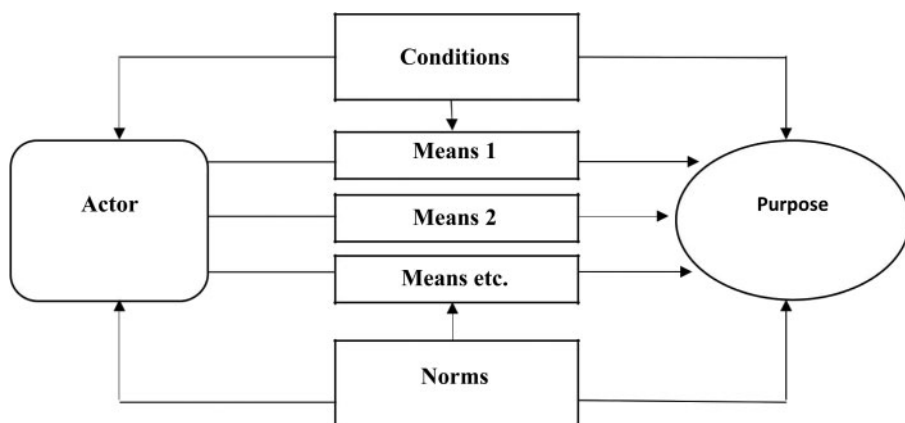 Conditions
Means 1
Actor
Means 2
Purpose
Means etc.
Norms